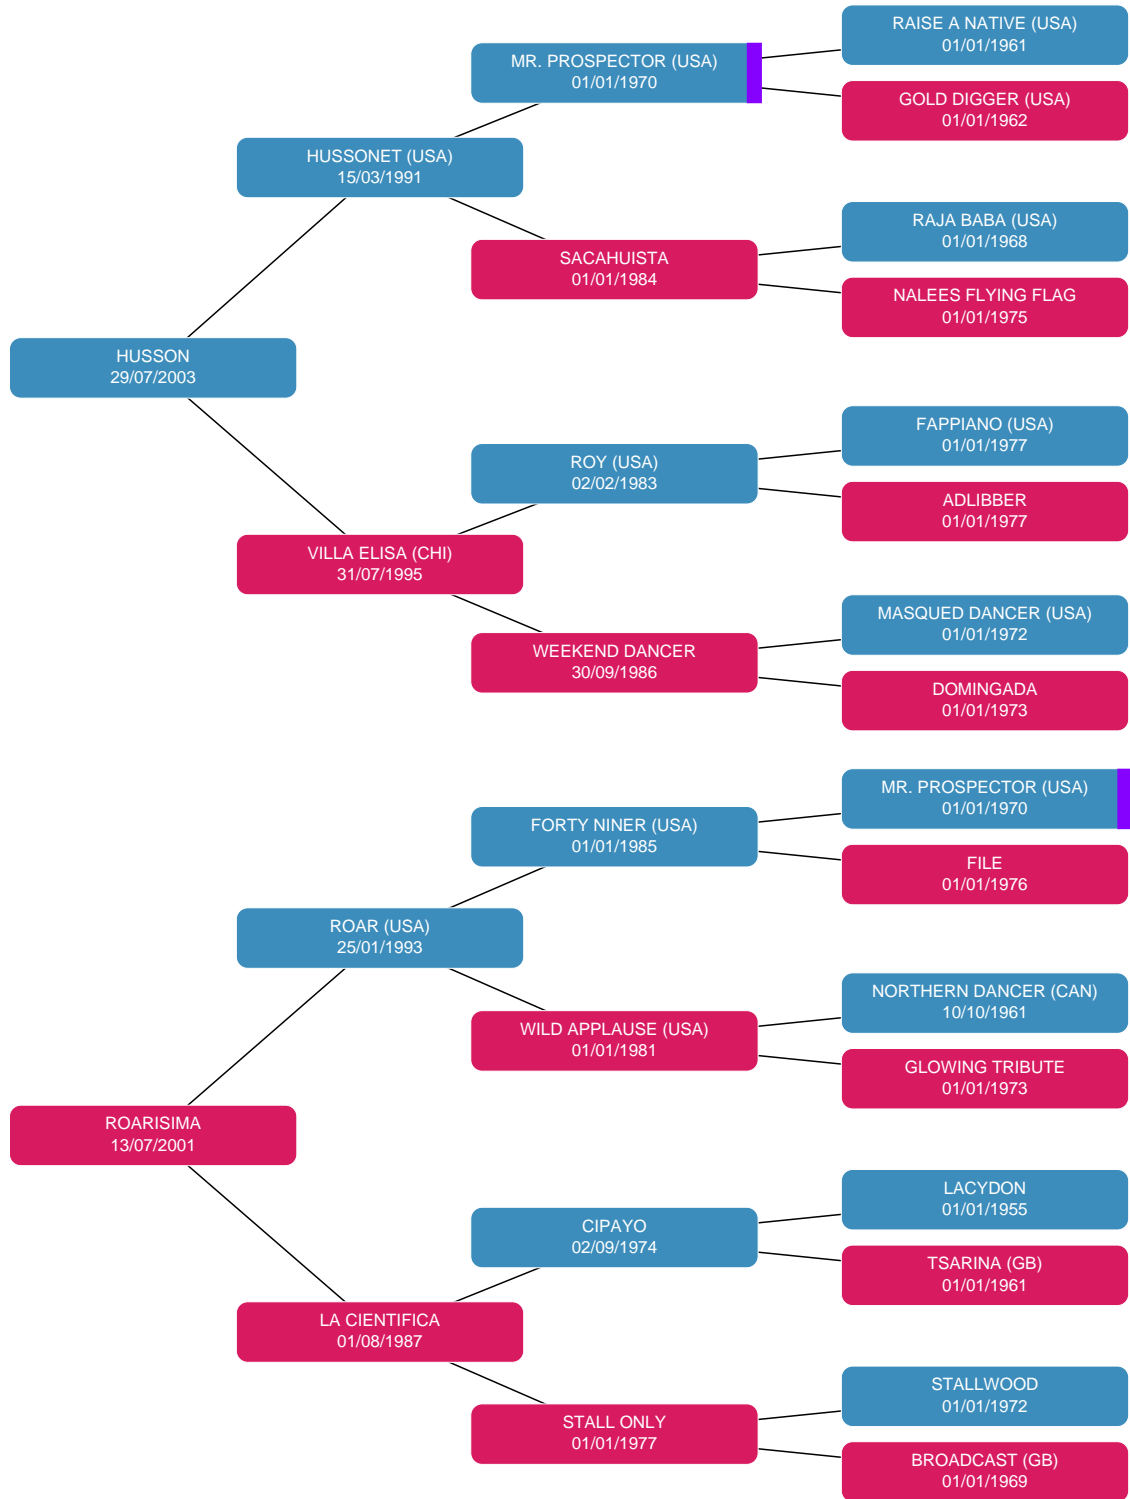 RAISE A NATIVE (USA)
01/01/1961
MR. PROSPECTOR (USA)
01/01/1970
GOLD DIGGER (USA)
01/01/1962
HUSSONET (USA)
15/03/1991
RAJA BABA (USA)
01/01/1968
SACAHUISTA
01/01/1984
NALEES FLYING FLAG
01/01/1975
HUSSON
29/07/2003
FAPPIANO (USA)
01/01/1977
ROY (USA)
02/02/1983
ADLIBBER
01/01/1977
VILLA ELISA (CHI)
31/07/1995
MASQUED DANCER (USA)
01/01/1972
WEEKEND DANCER
30/09/1986
DOMINGADA
01/01/1973
MR. PROSPECTOR (USA)
01/01/1970
FORTY NINER (USA)
01/01/1985
FILE
01/01/1976
ROAR (USA)
25/01/1993
NORTHERN DANCER (CAN)
10/10/1961
WILD APPLAUSE (USA)
01/01/1981
GLOWING TRIBUTE
01/01/1973
ROARISIMA
13/07/2001
LACYDON
01/01/1955
CIPAYO
02/09/1974
TSARINA (GB)
01/01/1961
LA CIENTIFICA
01/08/1987
STALLWOOD
01/01/1972
STALL ONLY
01/01/1977
BROADCAST (GB)
01/01/1969